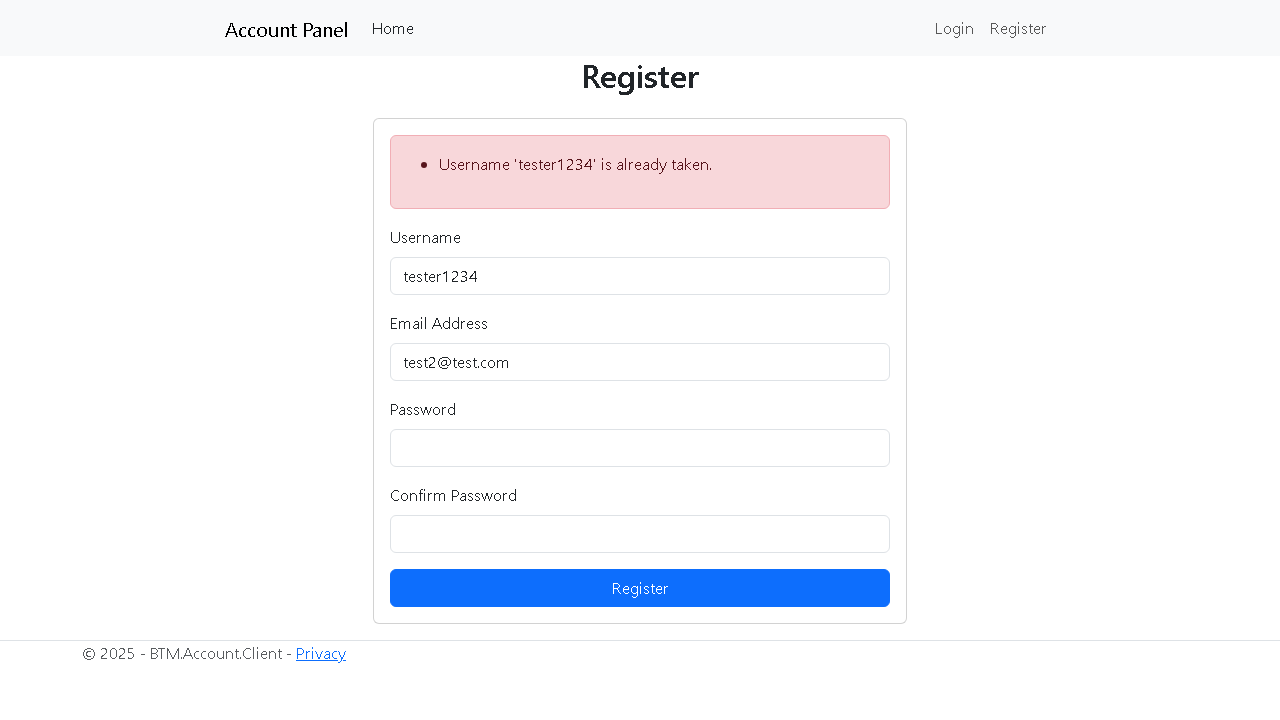 Account Panel Home Login Register
Register
Username 'tester1234' is already taken.
Username
tester1234
Email Address
test2@test.com
Password
Confirm Password
Register
© 2025 - BTM.Account.Client - Privacy